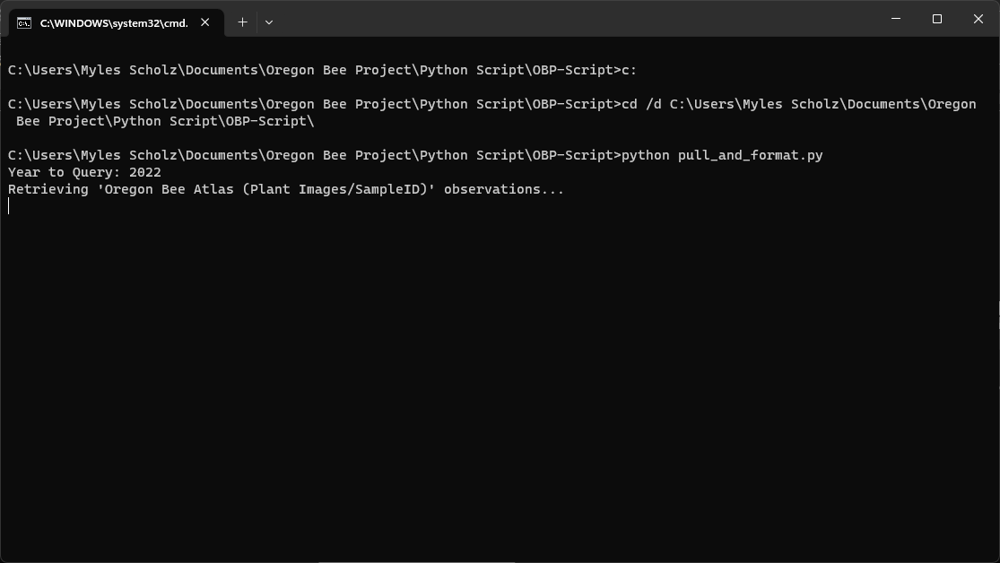 C:\WINDOWS\system32\cmd.
C:\Users\Myles Scholz\Documents\Oregon Bee Project\Python Script\OBP-Script>c:
C:\Users\Myles Scholz\Documents\Oregon Bee Project\Python Script\OBP-Script>cd /d C:\Users\Myles Scholz\Documents\Oregon
 Bee Project\Python Script\OBP-Script\
C:\Users\Myles Scholz\Documents\Oregon Bee Project\Python Script\OBP-Script>python pull_and_format.py
Year to Query: 2022
Retrieving 'Oregon Bee Atlas (Plant Images/SampleID)' observations...